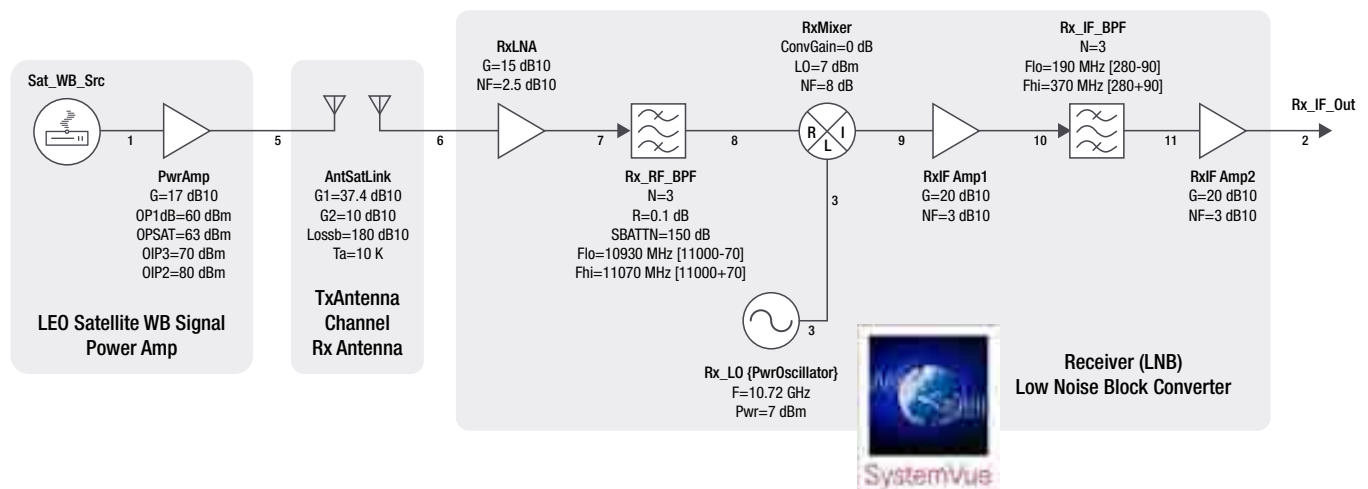 Sat_WB_Src
1
PwrAmp
G=17 dB10
OP1dB=60 dBm
OPSAT=63 dBm
OIP3=70 dBm
OIP2=80 dBm
LEO Satellite WB Signal
Power Amp
5
AntSatLink
G1=37.4 dB10
G2=10 dB10
Lossb=180 dB10
Ta=10 K
TxAntenna
Channel
Rx Antenna
6
RxLNA
G=15 dB10
NF=2.5 dB10
7
Rx_RF_BPF
N=3
R=0.1 dB
SBATTN=150 dB
Flo=10930 MHz [11000-70]
Fhi=11070 MHz [11000+70]
8
RxMixer
ConvGain=0 dB
LO=7 dBm
NF=8 dB
R
I
L
3
3
Rx_LO {PwrOscillator}
F=10.72 GHz
Pwr=7 dBm
9
RxIF Amp1
G=20 dB10
NF=3 dB10
10
Rx_IF_BPF
N=3
Flo=190 MHz [280-90]
Fhi=370 MHz [280+90]
11
RxIF Amp2
G=20 dB10
NF=3 dB10
Rx_IF_Out
2
Receiver (LNB)
Low Noise Block Converter
SystemVue